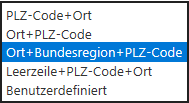 PLZ-Code+Ort
Ort+PLZ-Code
Ort+Bundesregion+PLZ-Code
Leerzeile+PLZ-Code+Ort
Benutzerdefiniert